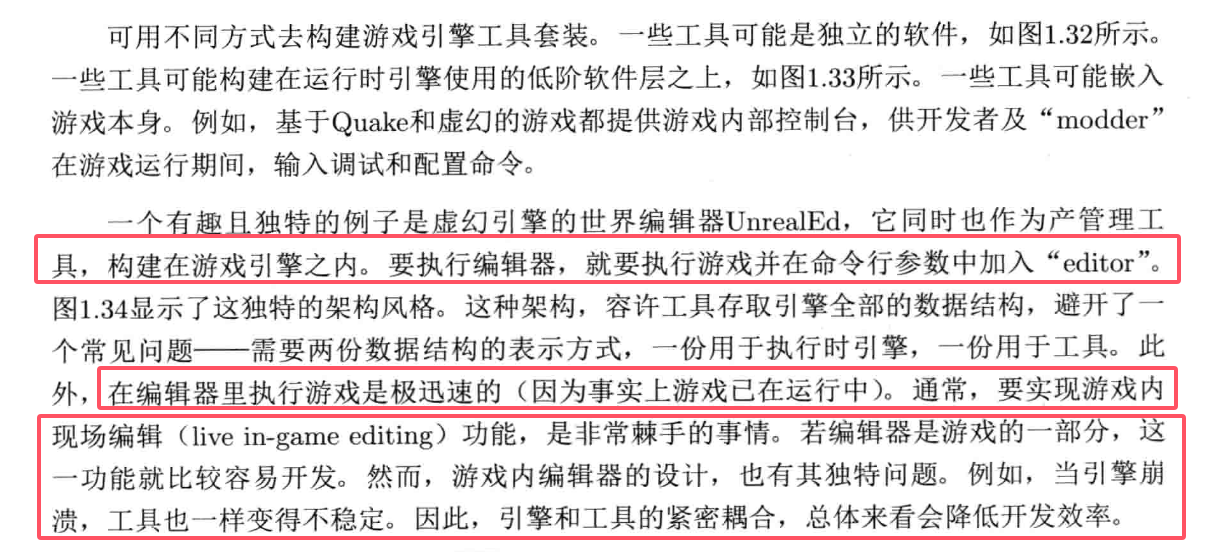 可用不同方式去构建游戏引擎工具套装。一些工具可能是独立的软件，如图1.32所示。
一些工具可能构建在运行时引擎使用的低阶软件层之上，如图1.33所示。一些工具可能嵌入
游戏本身。例如，基于Quake和虚幻的游戏都提供游戏内部控制台，供开发者及“modder”
在游戏运行期间，输入调试和配置命令。
一个有趣且独特的例子是虚幻引擎的世界编辑器UnrealEd，它同时也作为产管理工
具，构建在游戏引擎之内。要执行编辑器，就要执行游戏并在命令行参数中加入“editor”。
图1.34显示了这独特的架构风格。这种架构，容许工具存取引擎全部的数据结构，避开了一
个常见问题——需要两份数据结构的表示方式，一份用于执行时引擎，一份用于工具。此
外，在编辑器里执行游戏是极迅速的（因为事实上游戏已在运行中）。通常，要实现游戏内
现场编辑（live in-game editing）功能，是非常棘手的事情。若编辑器是游戏的一部分，这
一功能就比较容易开发。然而，游戏内编辑器的设计，也有其独特问题。例如，当引擎崩
溃，工具也一样变得不稳定。因此，引擎和工具的紧密耦合，总体来看会降低开发效率。